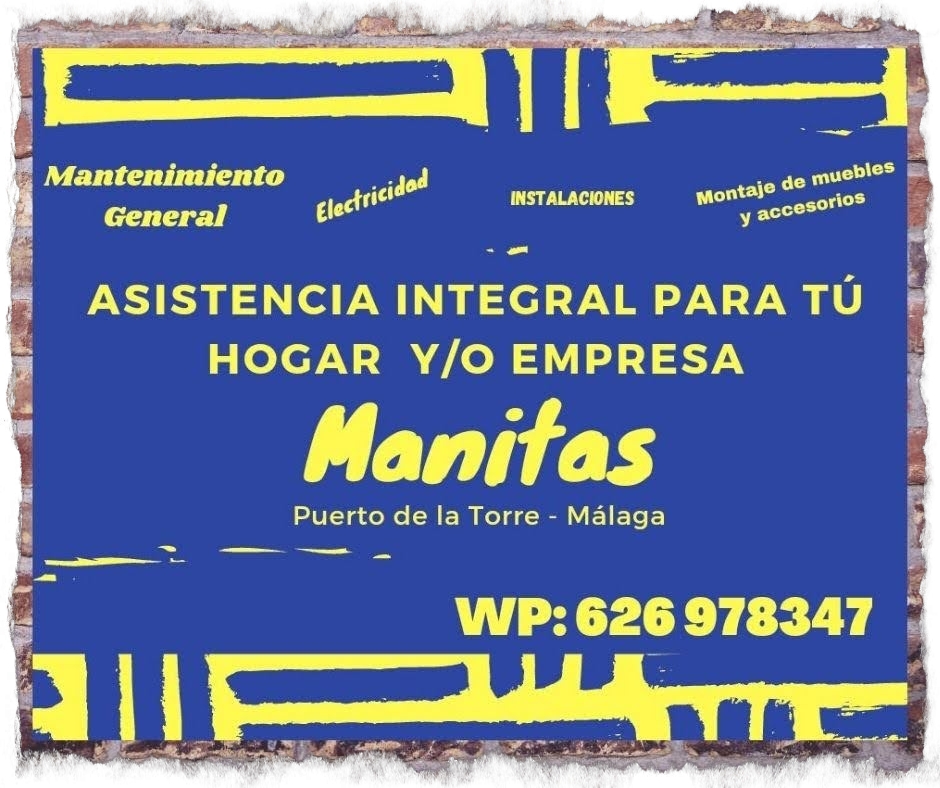 Mantenimiento
General
Electricidad
INSTALACIONES
Montaje de muebles
y accesorios
ASISTENCIA INTEGRAL PARA TÚ
HOGAR Y/O EMPRESA
Manitas
Puerto de la Torre - Málaga
WP: 626 978347